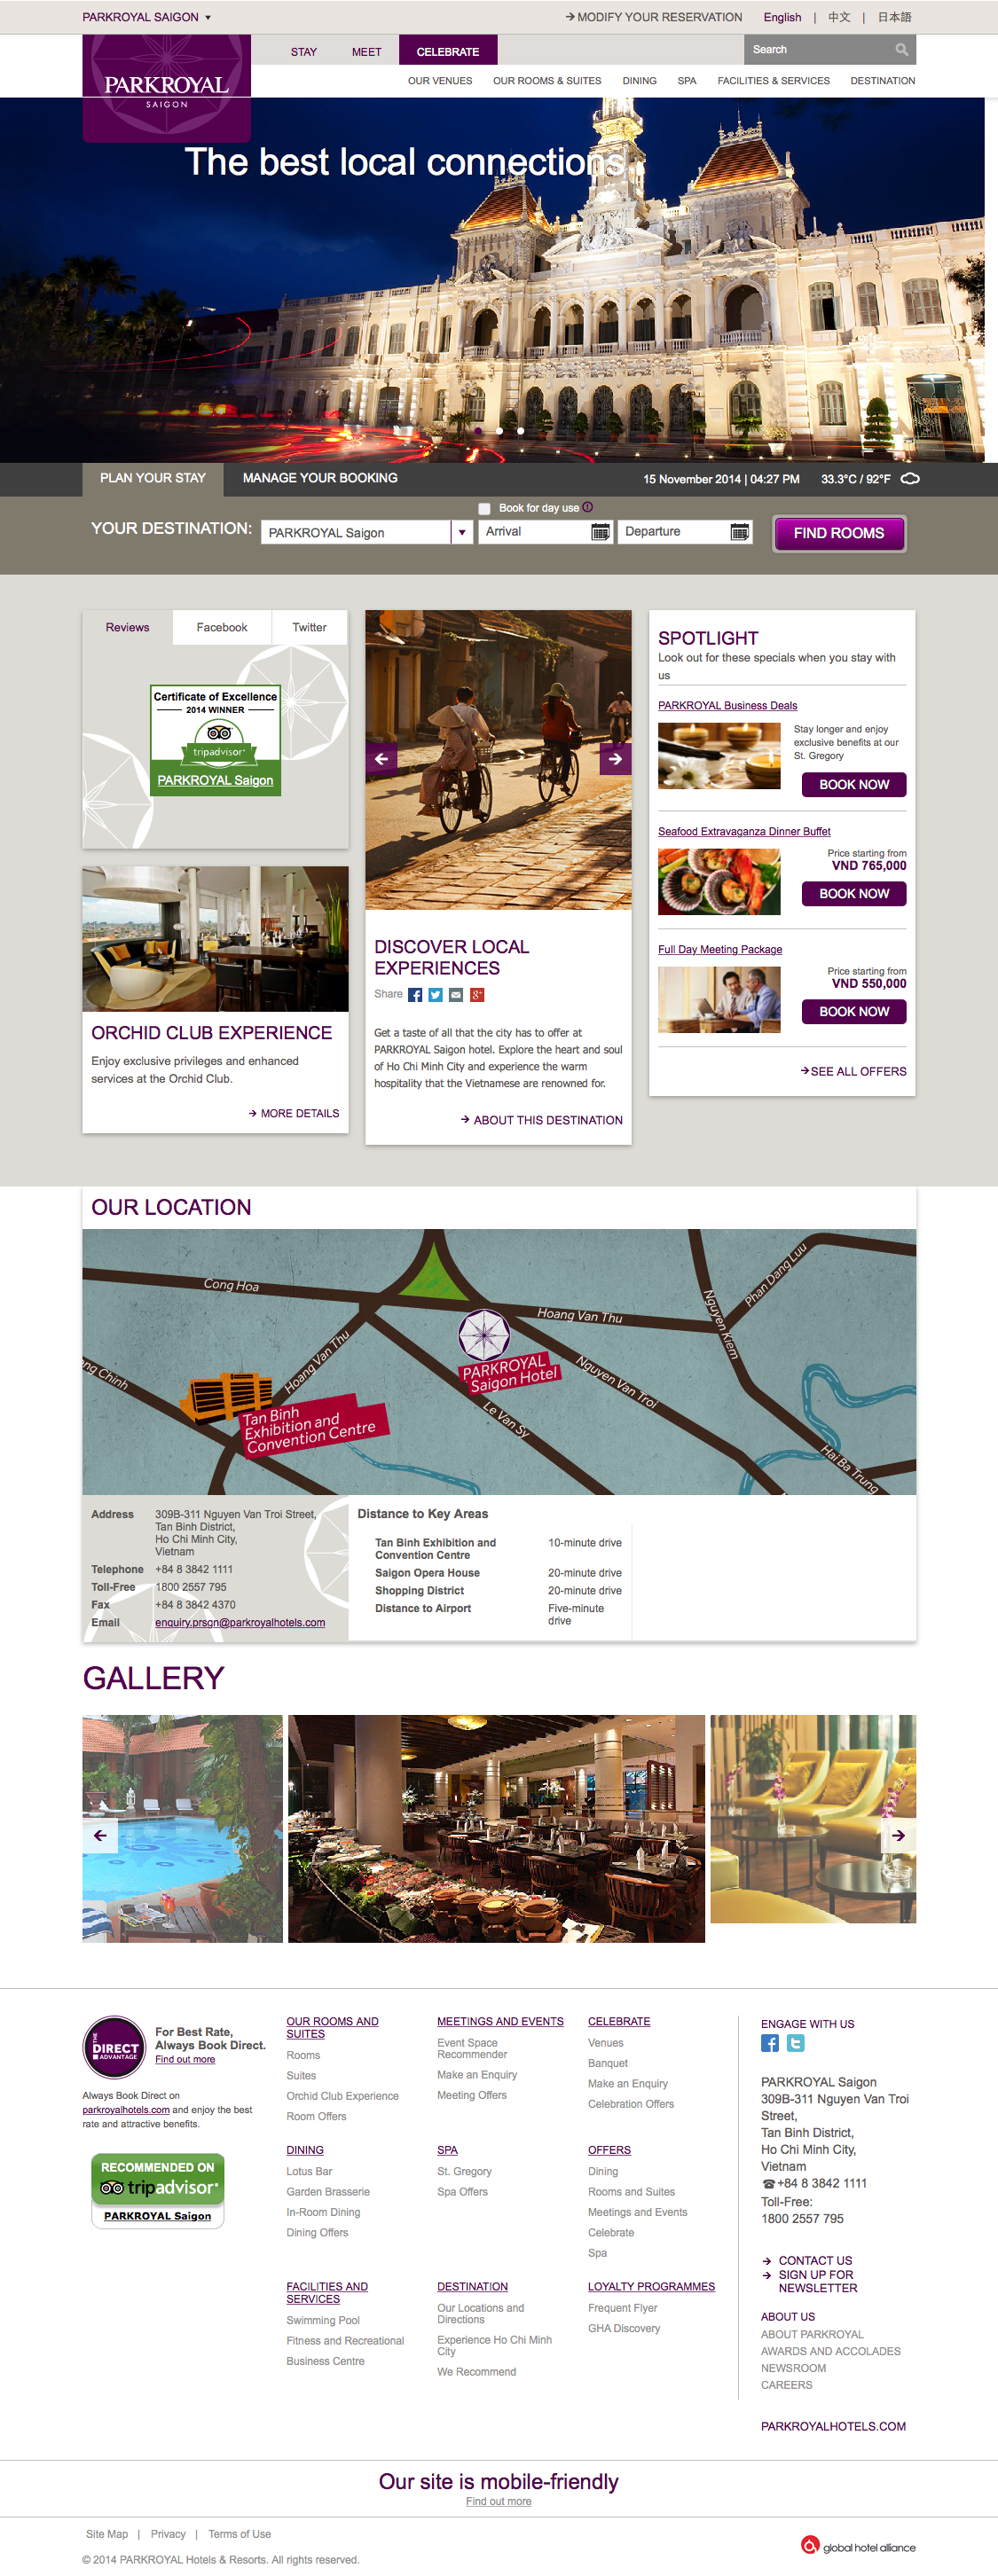 PARKROYAL SAIGON
MODIFY YOUR RESERVATION
English | 中文 | 日本語
PARKROYAL
SAIGON
STAY
MEET
CELEBRATE
Search
OUR VENUES
OUR ROOMS & SUITES
DINING
SPA
FACILITIES & SERVICES
DESTINATION
The best local connections
PLAN YOUR STAY
MANAGE YOUR BOOKING
15 November 2014 | 04:27 PM
33.3°C / 92°F
Book for day use
YOUR DESTINATION:
PARKROYAL Saigon
Arrival
Departure
FIND ROOMS
Reviews
Facebook
Twitter
Certificate of Excellence
2014 WINNER
tripadvisor
PARKROYAL Saigon
ORCHID CLUB EXPERIENCE
Enjoy exclusive privileges and enhanced
services at the Orchid Club.
MORE DETAILS
DISCOVER LOCAL
EXPERIENCES
Share
Get a taste of all that the city has to offer at
PARKROYAL Saigon hotel. Explore the heart and soul
of Ho Chi Minh City and experience the warm
hospitality that the Vietnamese are renowned for.
ABOUT THIS DESTINATION
SPOTLIGHT
Look out for these specials when you stay with
us
PARKROYAL Business Deals
Stay longer and enjoy
exclusive benefits at our
St. Gregory
BOOK NOW
Seafood Extravaganza Dinner Buffet
Price starting from
VND 765,000
BOOK NOW
Full Day Meeting Package
Price starting from
VND 550,000
BOOK NOW
SEE ALL OFFERS
OUR LOCATION
Cong Hoa
Hoang Van Thu
Phan Dang Luu
Nguyen Kiem
Hoang Van Thu
ng Chinh
PARKROYAL
Saigon Hotel
Nguyen Van Troi
Le Van Sy
Tan Binh
Exhibition and
Convention Centre
Hai Ba Trung
Address 309B-311 Nguyen Van Troi Street,
Tan Binh District,
Ho Chi Minh City,
Vietnam
Telephone +84 8 3842 1111
Toll-Free 1800 2557 795
Fax +84 8 3842 4370
Email enquiry.prsgn@parkroyalhotels.com
Distance to Key Areas
Tan Binh Exhibition and 10-minute drive
Convention Centre
Saigon Opera House 20-minute drive
Shopping District 20-minute drive
Distance to Airport Five-minute
drive
GALLERY
THE
DIRECT
ADVANTAGE
For Best Rate,
Always Book Direct.
Find out more
Always Book Direct on
parkroyalhotels.com and enjoy the best
rate and attractive benefits.
RECOMMENDED ON
tripadvisor
PARKROYAL Saigon
OUR ROOMS AND
SUITES
Rooms
Suites
Orchid Club Experience
Room Offers
MEETINGS AND EVENTS
Event Space
Recommender
Make an Enquiry
Meeting Offers
CELEBRATE
Venues
Banquet
Make an Enquiry
Celebration Offers
DINING
Lotus Bar
Garden Brasserie
In-Room Dining
Dining Offers
SPA
St. Gregory
Spa Offers
OFFERS
Dining
Rooms and Suites
Meetings and Events
Celebrate
Spa
FACILITIES AND
SERVICES
Swimming Pool
Fitness and Recreational
Business Centre
DESTINATION
Our Locations and
Directions
Experience Ho Chi Minh
City
We Recommend
LOYALTY PROGRAMMES
Frequent Flyer
GHA Discovery
ENGAGE WITH US
PARKROYAL Saigon
309B-311 Nguyen Van Troi
Street,
Tan Binh District,
Ho Chi Minh City,
Vietnam
+84 8 3842 1111
Toll-Free:
1800 2557 795
CONTACT US
SIGN UP FOR
NEWSLETTER
ABOUT US
ABOUT PARKROYAL
AWARDS AND ACCOLADES
NEWSROOM
CAREERS
PARKROYALHOTELS.COM
Our site is mobile-friendly
Find out more
Site Map | Privacy | Terms of Use
© 2014 PARKROYAL Hotels & Resorts. All rights reserved.
global hotel alliance